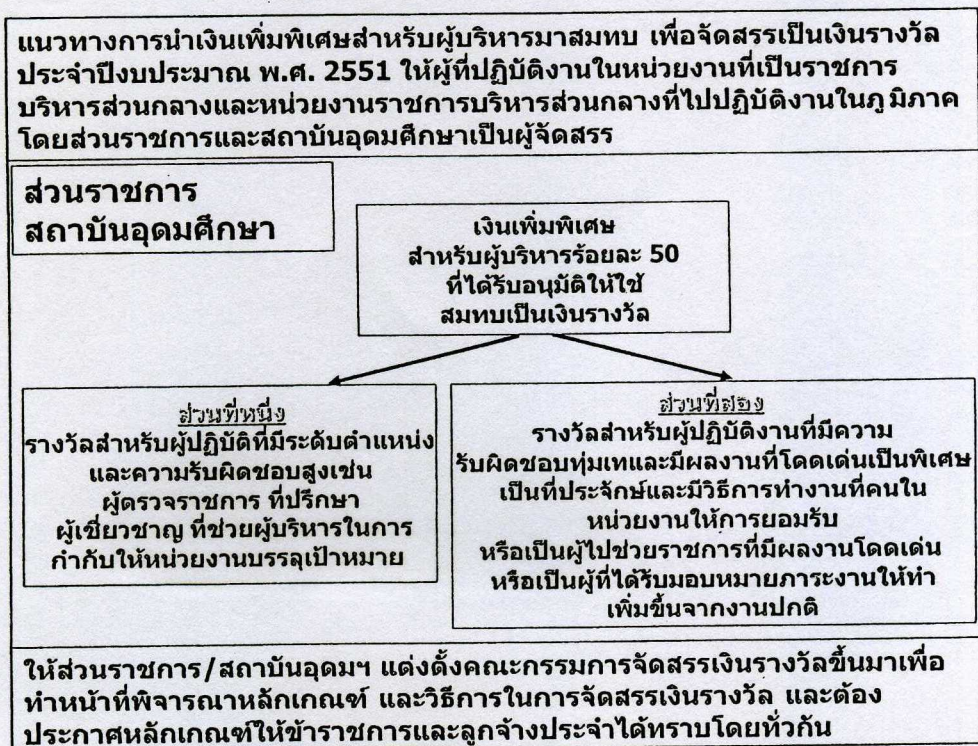 แนวทางการนำเงินเพิ่มพิเศษสำหรับผู้บริหารมาสมทบ เพื่อจัดสรรเป็นเงินรางวัล
ประจำปีงบประมาณ พ.ศ. 2551 ให้ผู้ที่ปฏิบัติงานในหน่วยงานที่เป็นราชการ
บริหารส่วนกลางและหน่วยงานราชการบริหารส่วนกลางที่ไปปฏิบัติงานในภูมิภาค
โดยส่วนราชการและสถาบันอุดมศึกษาเป็นผู้จัดสรร
ส่วนราชการ
สถาบันอุดมศึกษา
เงินเพิ่มพิเศษ
สำหรับผู้บริหารร้อยละ 50
ที่ได้รับอนุมัติให้ใช้
สมทบเป็นเงินรางวัล
ส่วนที่หนึ่ง
รางวัลสำหรับผู้ปฏิบัติที่มีระดับตำแหน่ง
และความรับผิดชอบสูงเช่น
ผู้ตรวจราชการ ที่ปรึกษา
ผู้เชี่ยวชาญ ที่ช่วยผู้บริหารในการ
กำกับให้หน่วยงานบรรลุเป้าหมาย
ส่วนที่สอง
รางวัลสำหรับผู้ปฏิบัติงานที่มีความ
รับผิดชอบทุ่มเทและมีผลงานที่โดดเด่นเป็นพิเศษ
เป็นที่ประจักษ์และมีวิธีการทำงานที่คนใน
หน่วยงานให้การยอมรับ
หรือเป็นผู้ไปช่วยราชการที่มีผลงานโดดเด่น
หรือเป็นผู้ที่ได้รับมอบหมายภาระงานให้ทำ
เพิ่มขึ้นจากงานปกติ
ให้ส่วนราชการ/สถาบันอุดมฯ แต่งตั้งคณะกรรมการจัดสรรเงินรางวัลขึ้นมาเพื่อ
ทำหน้าที่พิจารณาหลักเกณฑ์ และวิธีการในการจัดสรรเงินรางวัล และต้อง
ประกาศหลักเกณฑ์ให้ข้าราชการและลูกจ้างประจำได้ทราบโดยทั่วกัน